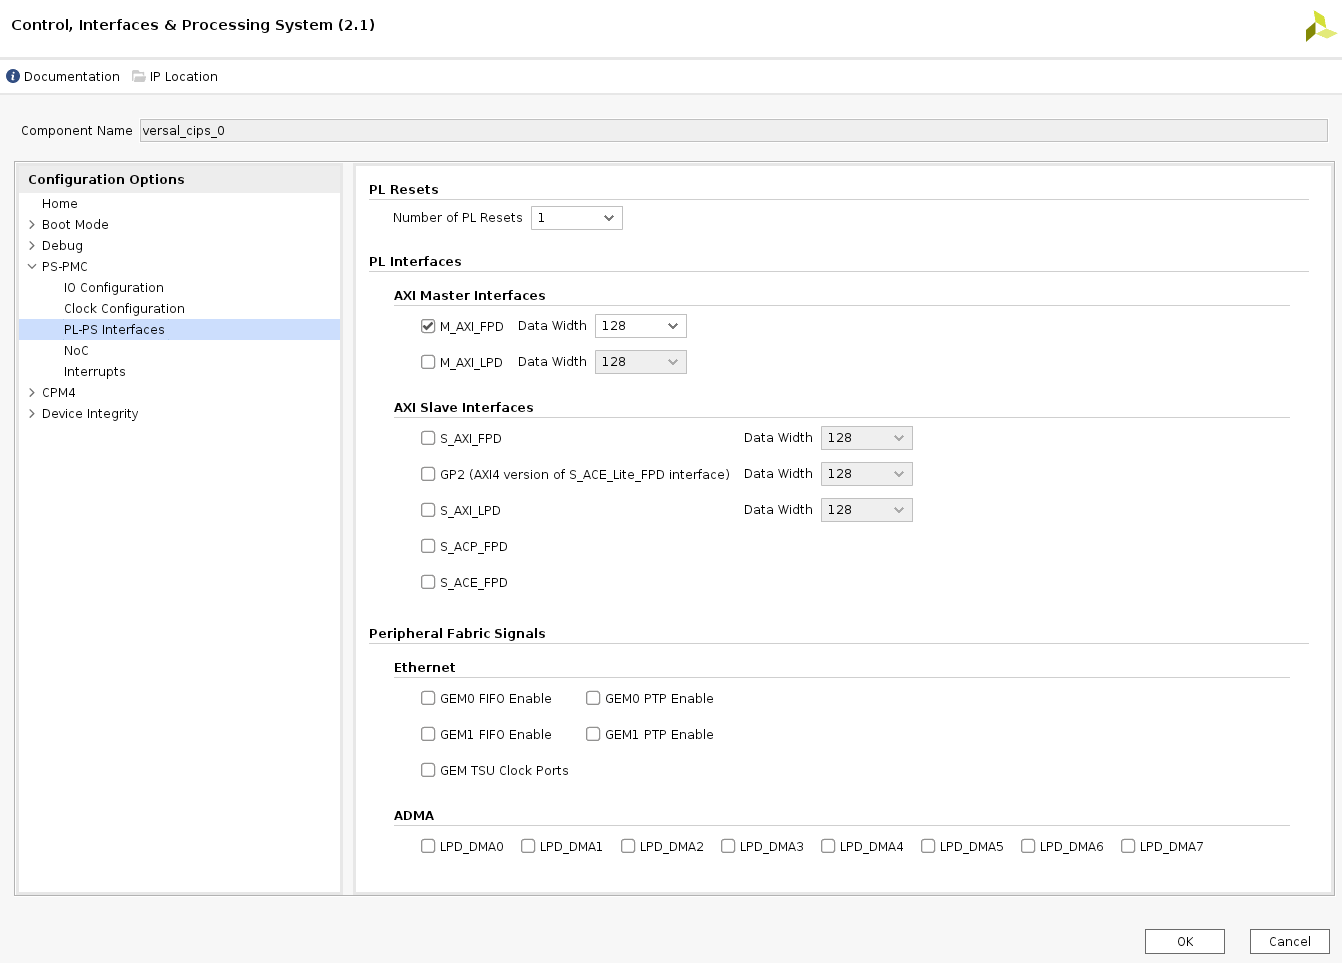 Control, Interfaces & Processing System (2.1)
Documentation IP Location
Component Name versal_cips_0
Configuration Options
Home
Boot Mode
Debug
PS-PMC
IO Configuration
Clock Configuration
PL-PS Interfaces
NoC
Interrupts
CPM4
Device Integrity
PL Resets
Number of PL Resets 1
PL Interfaces
AXI Master Interfaces
M_AXI_FPD Data Width 128
M_AXI_LPD Data Width 128
AXI Slave Interfaces
S_AXI_FPD Data Width 128
GP2 (AXI4 version of S_ACE_Lite_FPD interface) Data Width 128
S_AXI_LPD Data Width 128
S_ACP_FPD
S_ACE_FPD
Peripheral Fabric Signals
Ethernet
GEM0 FIFO Enable GEM0 PTP Enable
GEM1 FIFO Enable GEM1 PTP Enable
GEM TSU Clock Ports
ADMA
LPD_DMA0 LPD_DMA1 LPD_DMA2 LPD_DMA3 LPD_DMA4 LPD_DMA5 LPD_DMA6 LPD_DMA7
OK Cancel